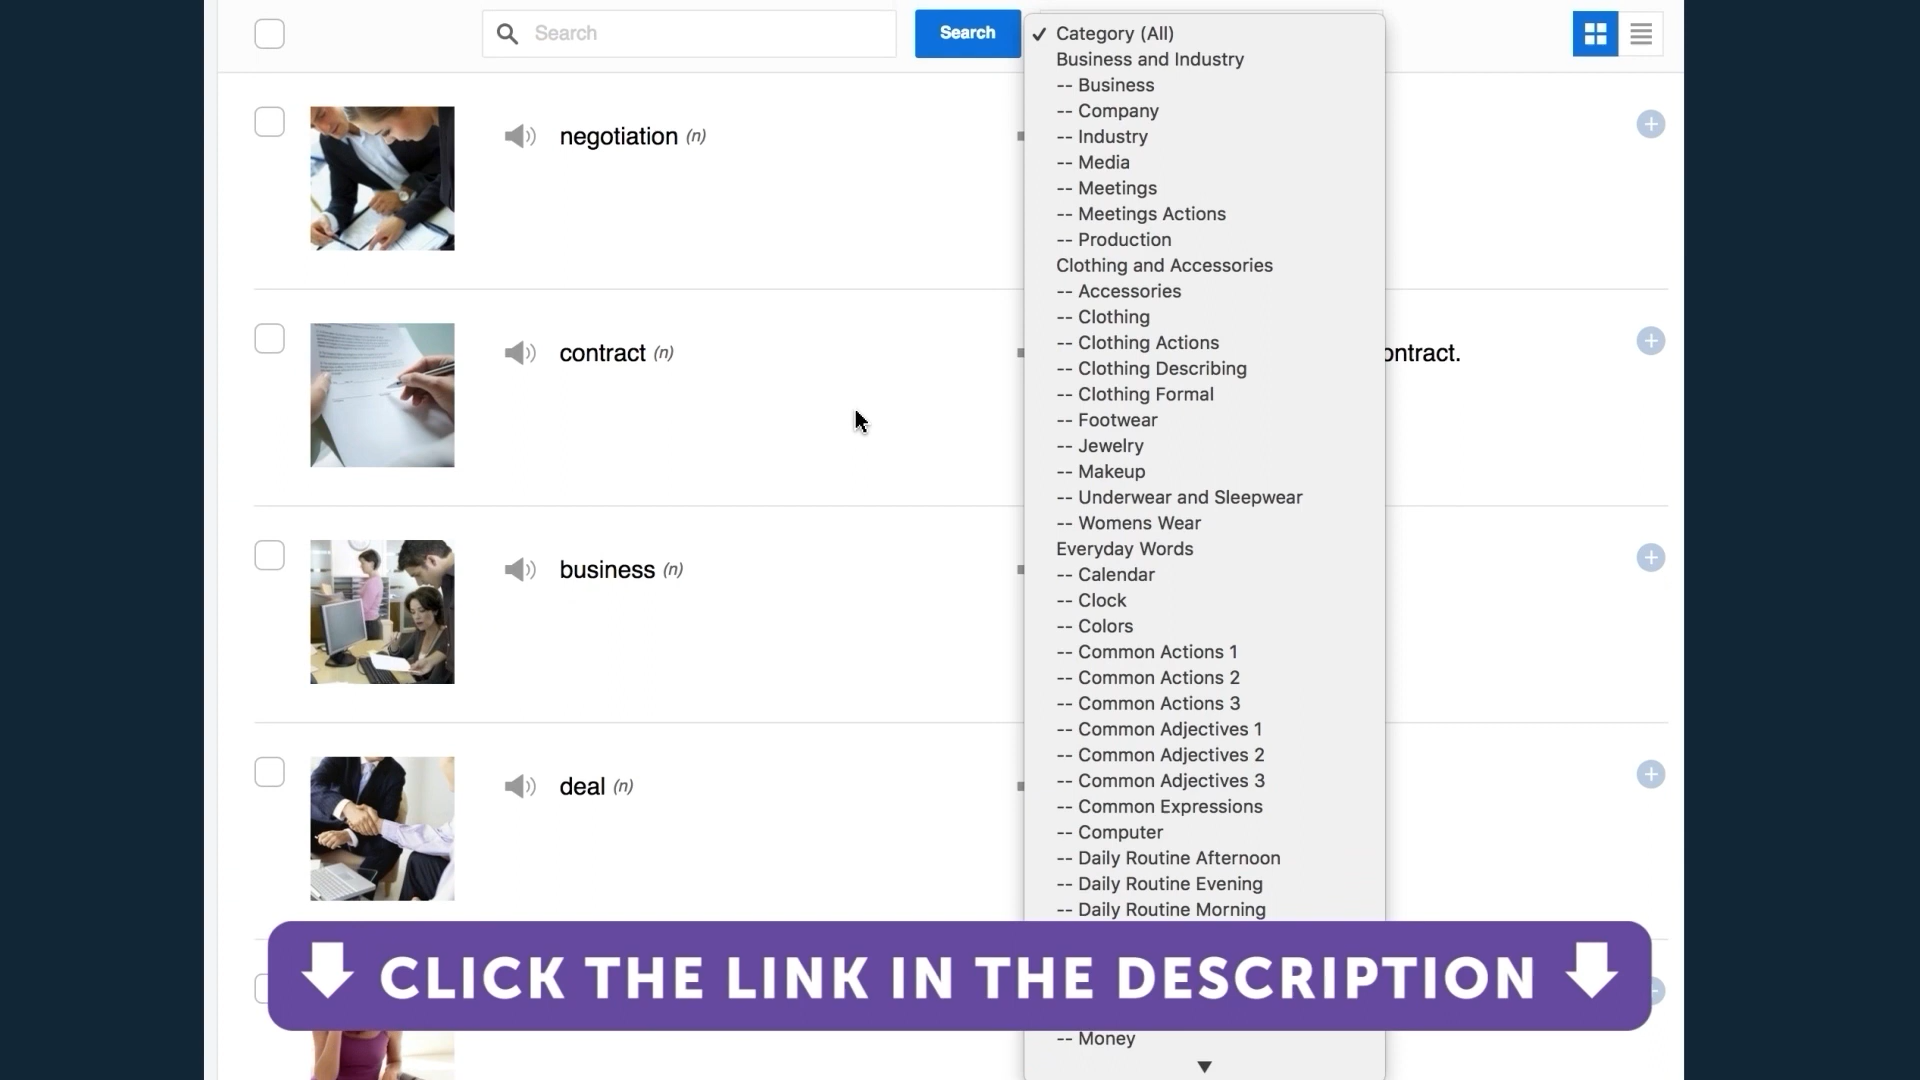 Search
Search
✓ Category (All)
Business and Industry
-- Business
-- Company
-- Industry
-- Media
-- Meetings
-- Meetings Actions
-- Production
Clothing and Accessories
-- Accessories
-- Clothing
-- Clothing Actions
-- Clothing Describing
-- Clothing Formal
-- Footwear
-- Jewelry
-- Makeup
-- Underwear and Sleepwear
-- Womens Wear
Everyday Words
-- Calendar
-- Clock
-- Colors
-- Common Actions 1
-- Common Actions 2
-- Common Actions 3
-- Common Adjectives 1
-- Common Adjectives 2
-- Common Adjectives 3
-- Common Expressions
-- Computer
-- Daily Routine Afternoon
-- Daily Routine Evening
-- Daily Routine Morning
-- Money
negotiation (n)
contract (n)
ontract.
business (n)
deal (n)
CLICK THE LINK IN THE DESCRIPTION